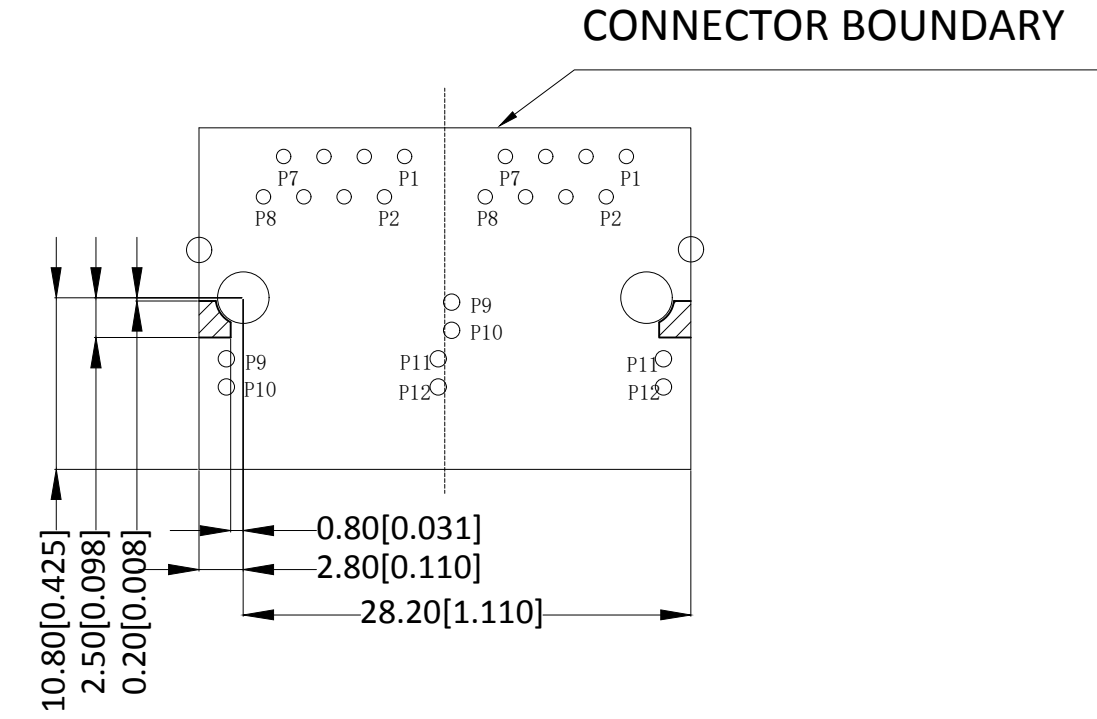 CONNECTOR BOUNDARY
P7 P1 P7 P1
P8 P2 P8 P2
P9
P10
P9 P11 P11
P10 P12 P12
0.80[0.031]
2.80[0.110]
28.20[1.110]
10.80[0.425]
2.50[0.098]
0.20[0.008]